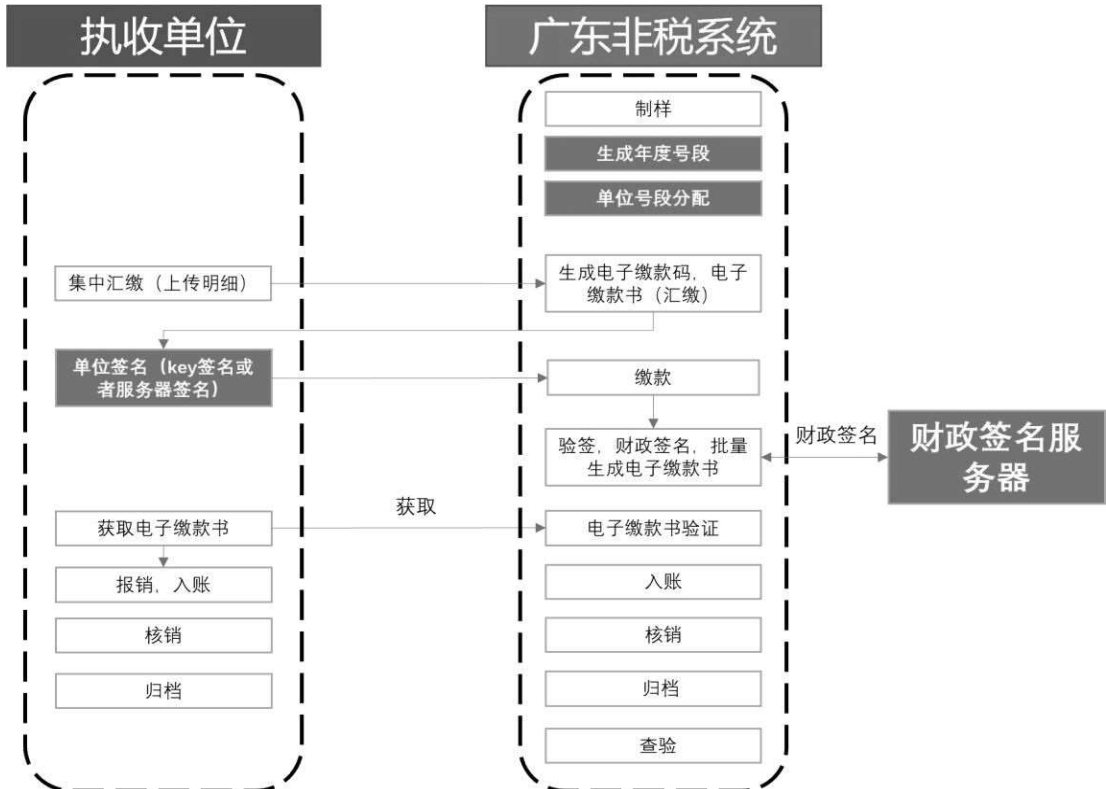 执收单位
广东非税系统
制样
生成年度号段
单位号段分配
集中汇缴（上传明细）
生成电子缴款码，电子
缴款书（汇缴）
单位签名（key签名或
者服务器签名）
缴款
验签，财政签名，批量
生成电子缴款书
财政签名
财政签名服
务器
获取电子缴款书
获取
电子缴款书验证
报销，入账
入账
核销
核销
归档
归档
查验